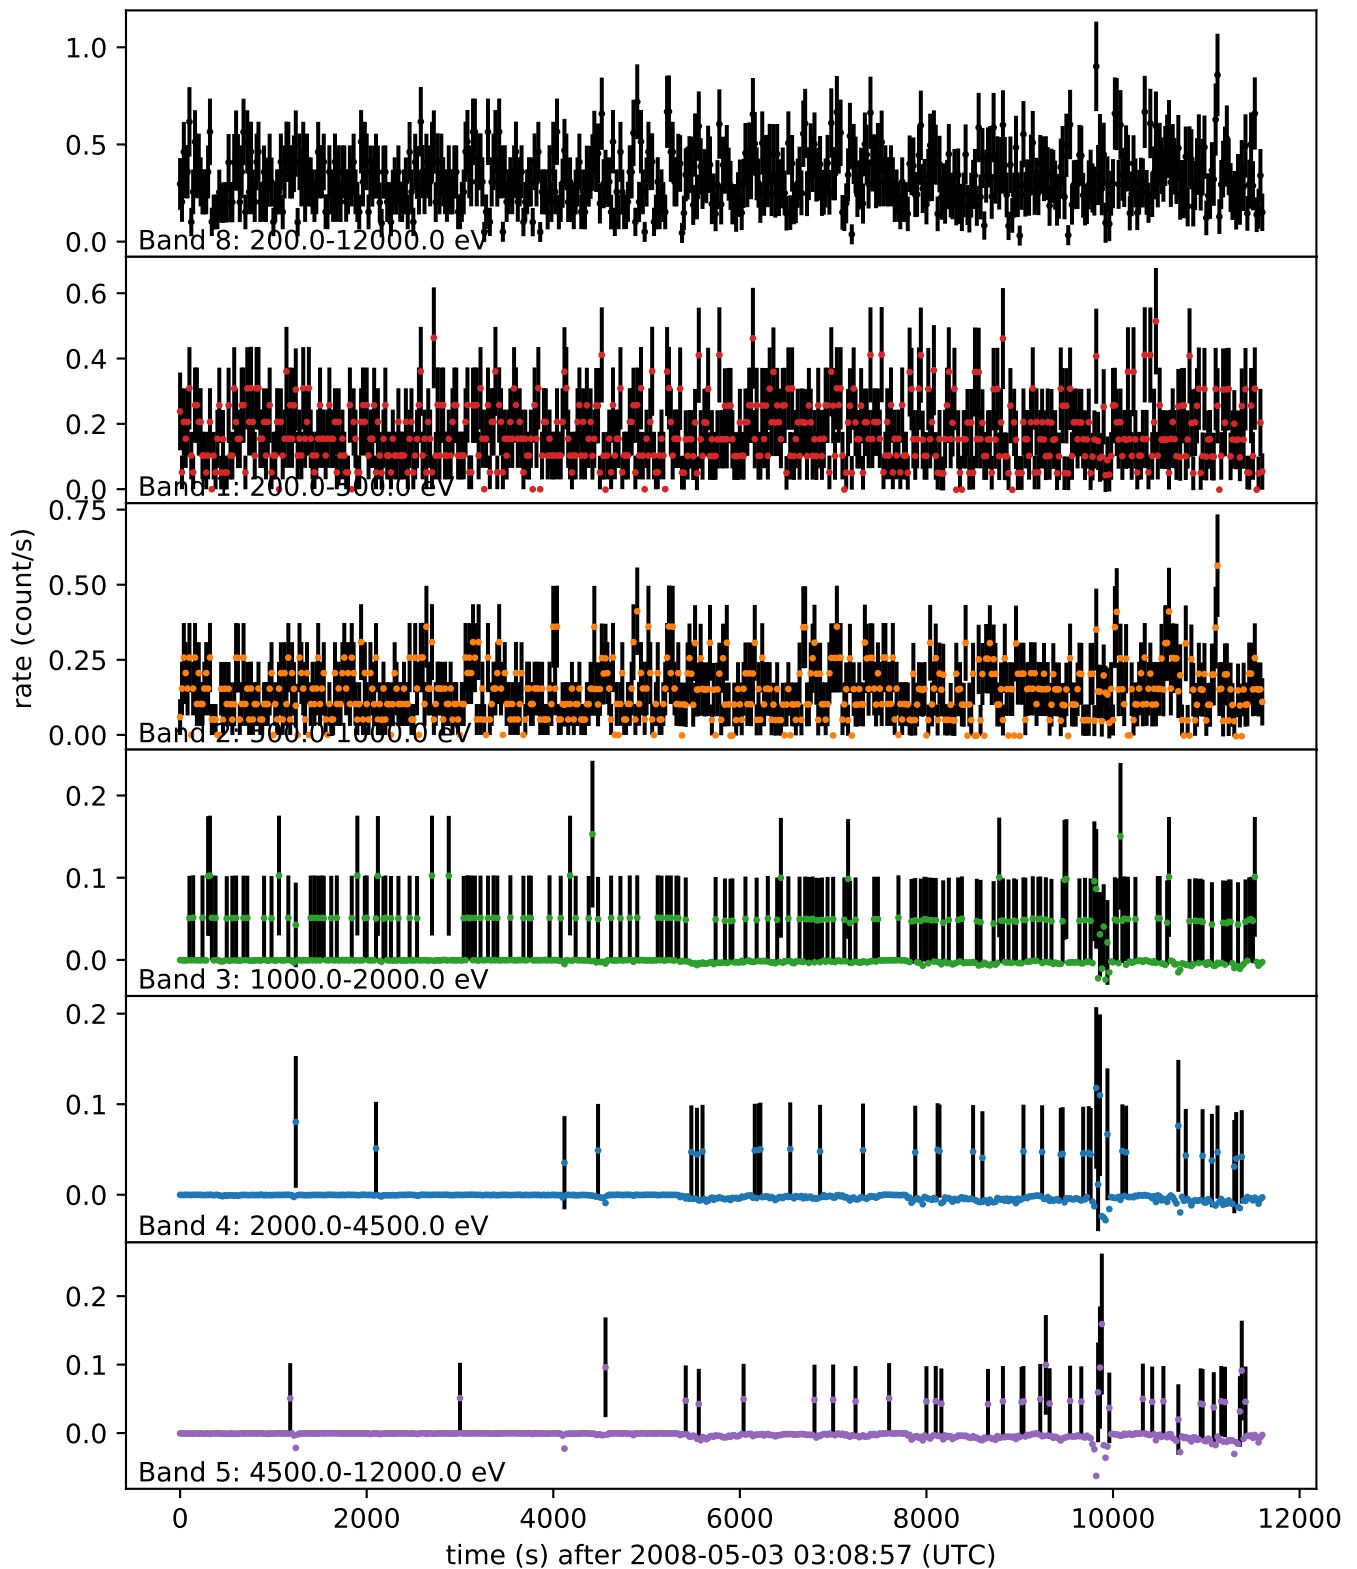 1.0
0.5
0.0
Band 8: 200.0-12000.0 eV
0.6
0.4
0.2
0.0
Band 1: 200.0-500.0 eV
0.75
0.50
0.25
0.00
Band 2: 500.0-1000.0 eV
rate (count/s)
0.2
0.1
0.0
Band 3: 1000.0-2000.0 eV
0.2
0.1
0.0
Band 4: 2000.0-4500.0 eV
0.2
0.1
0.0
Band 5: 4500.0-12000.0 eV
0 2000 4000 6000 8000 10000 12000
time (s) after 2008-05-03 03:08:57 (UTC)